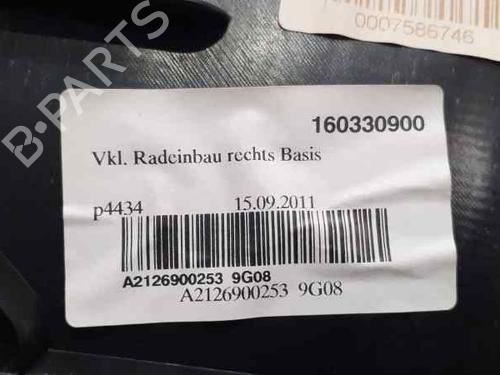 0007586746
B-PARTS
160330900
Vkl. Radeinbau rechts Basis
p4434 15.09.2011
A2126900253 9G08
A2126900253 9G08